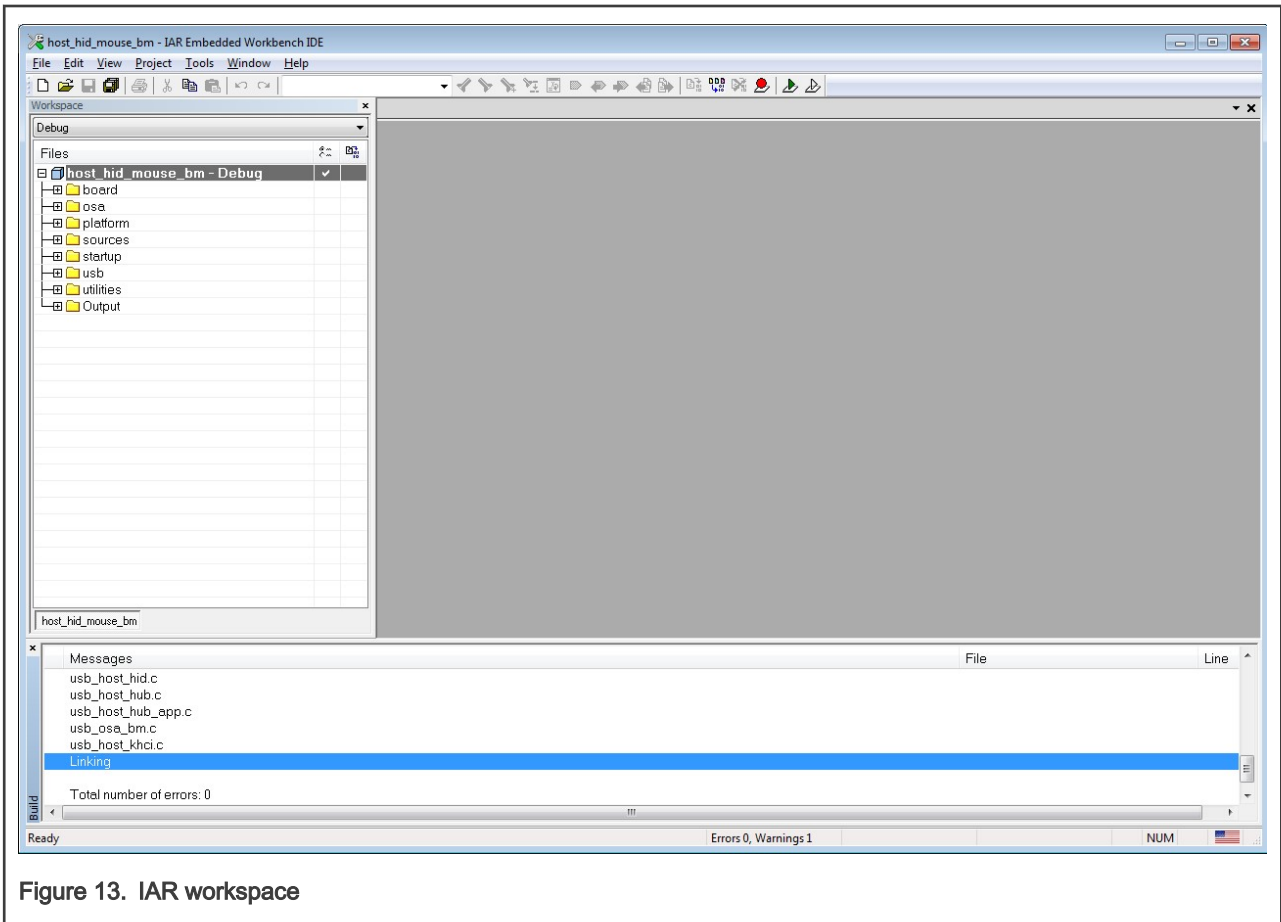 host_hid_mouse_bm - IAR Embedded Workbench IDE
File Edit View Project Tools Window Help
Workspace
Debug
Files
host_hid_mouse_bm - Debug
board
osa
platform
sources
startup
usb
utilities
Output
host_hid_mouse_bm
Messages File Line
usb_host_hid.c
usb_host_hub.c
usb_host_hub_app.c
usb_osa_bm.c
usb_host_khci.c
Linking
Total number of errors: 0
Build
Ready Errors 0, Warnings 1 NUM
Figure 13. IAR workspace